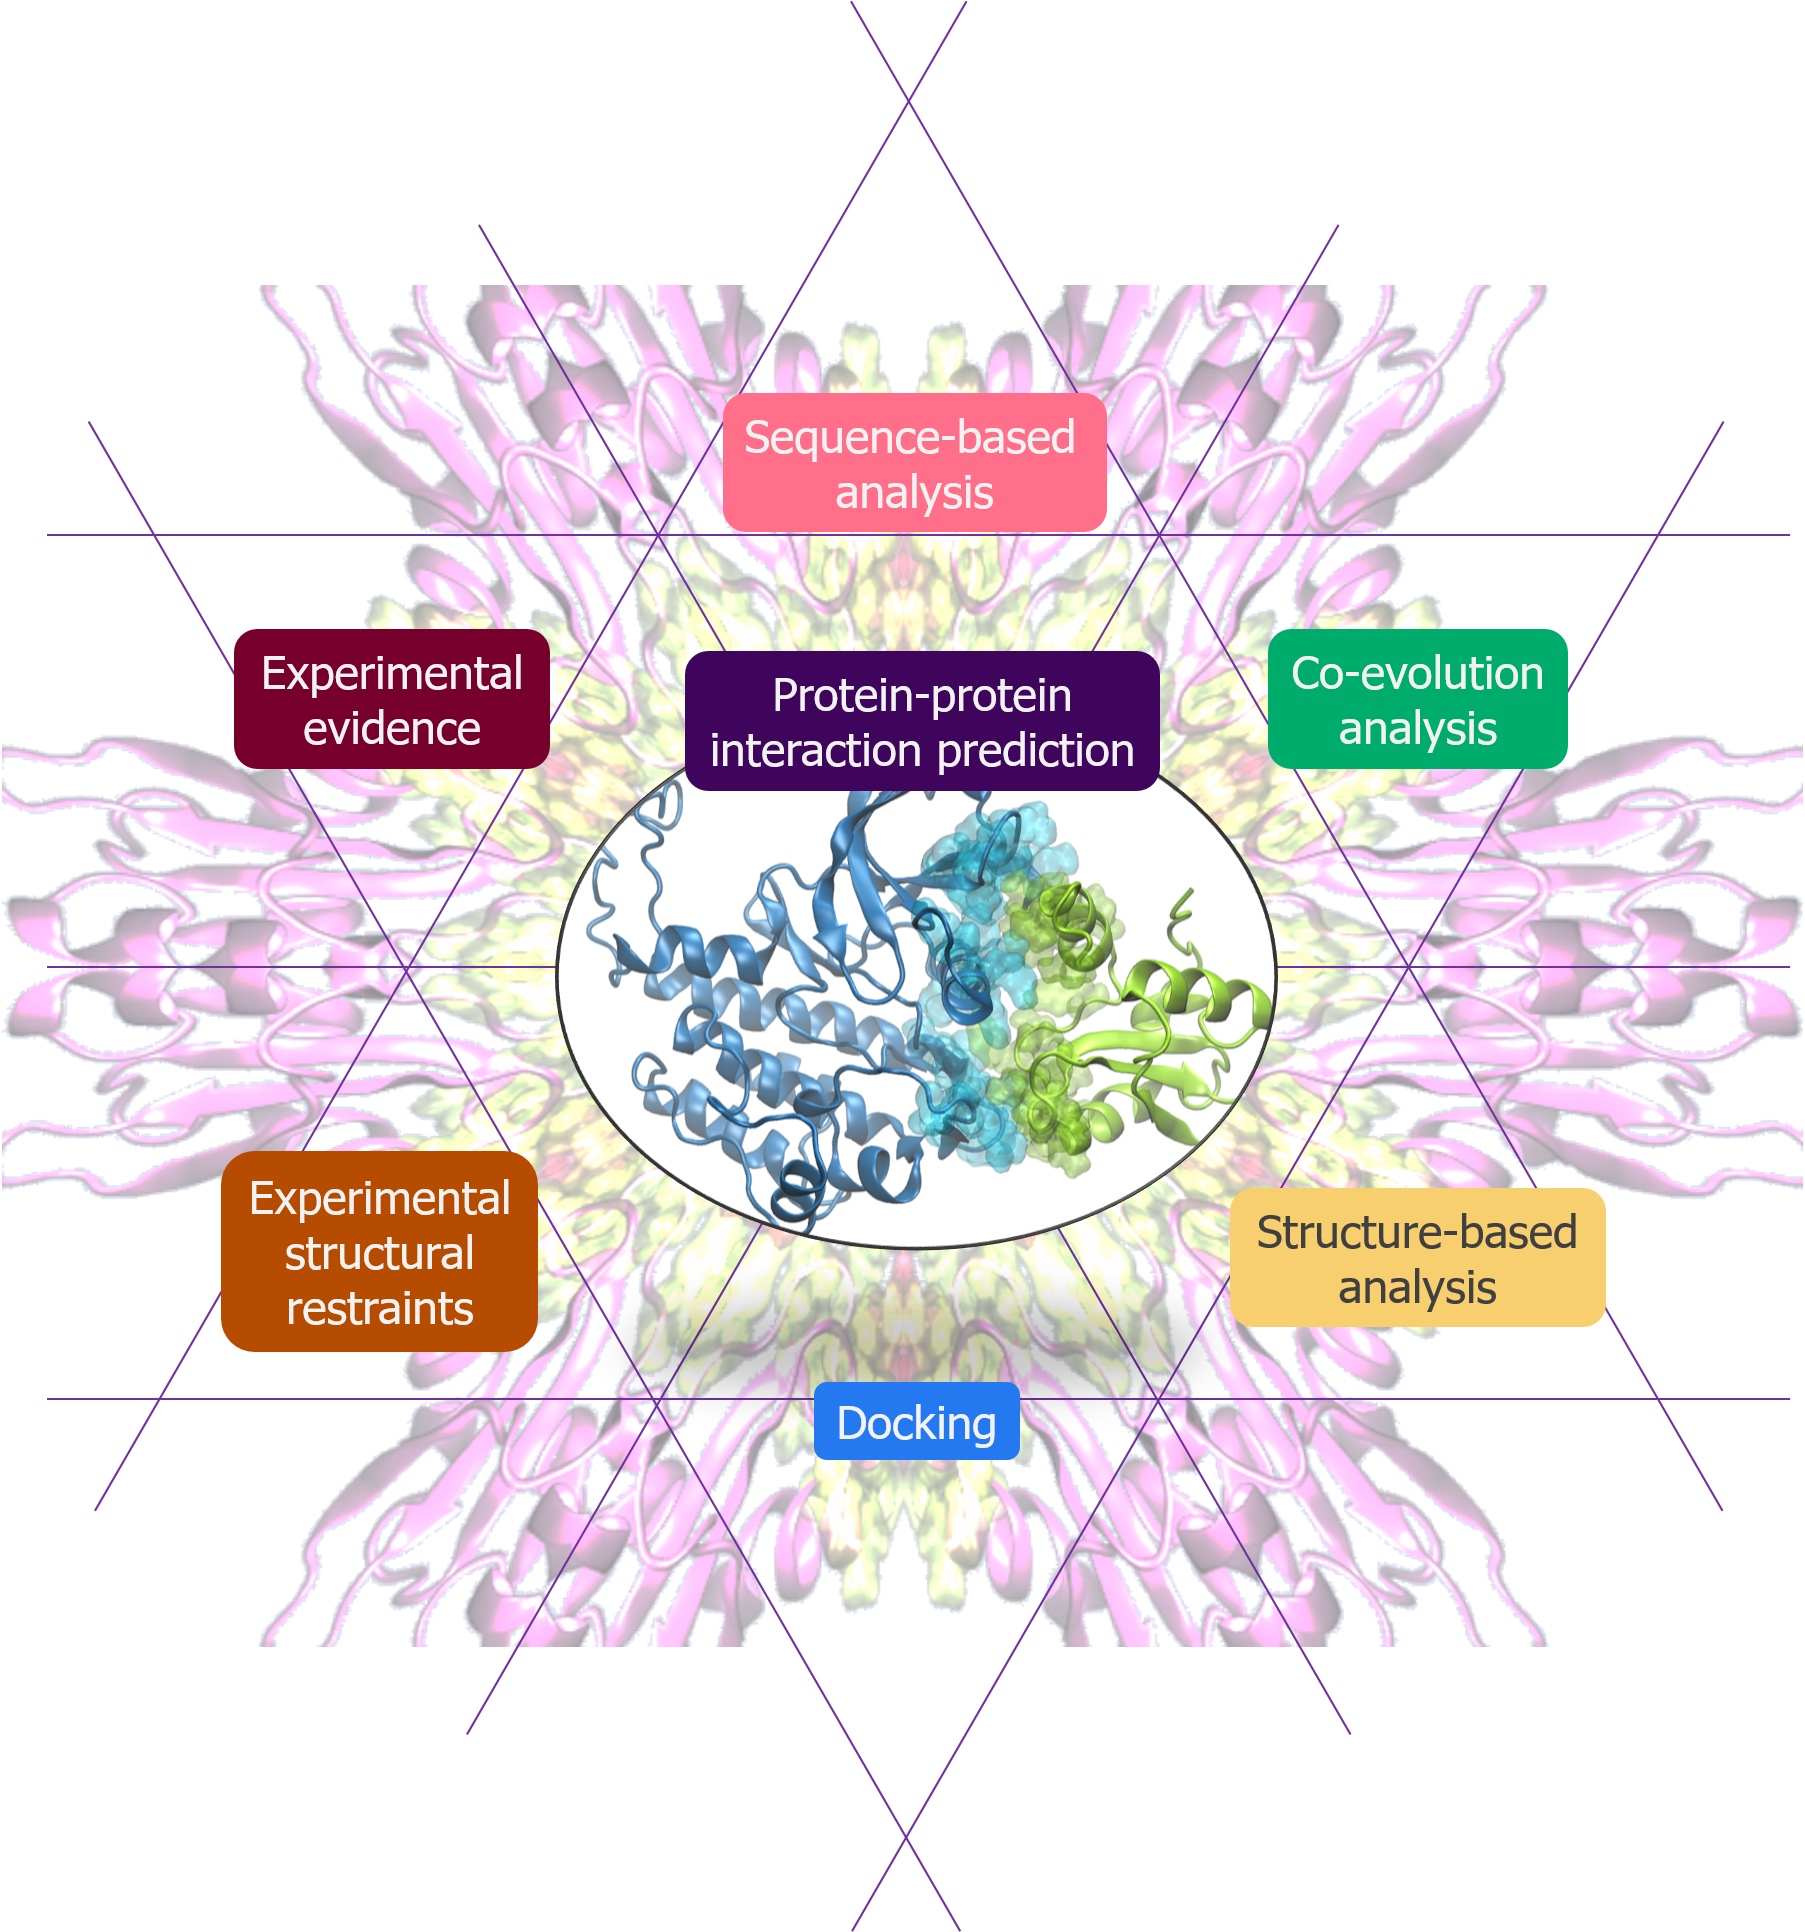 Sequence-based
analysis
Experimental
evidence
Protein-protein
interaction prediction
Co-evolution
analysis
Experimental
structural
restraints
Structure-based
analysis
Docking